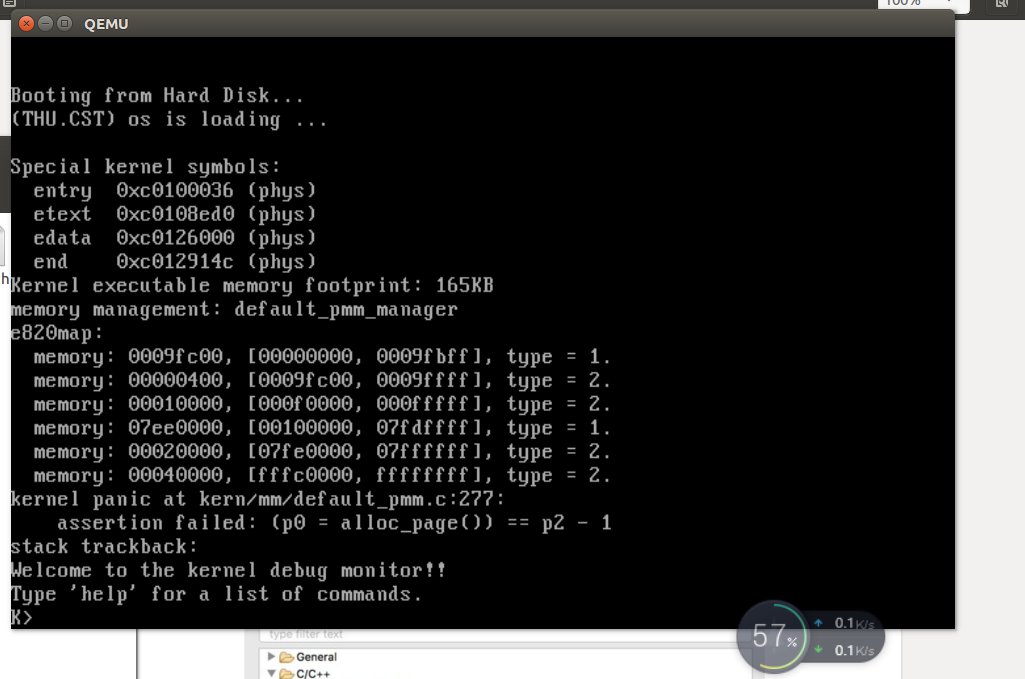 100%
QEMU
Booting from Hard Disk...
(THU.CST) os is loading ...
Special kernel symbols:
entry 0xc0100036 (phys)
etext 0xc0108ed0 (phys)
edata 0xc0126000 (phys)
end 0xc012914c (phys)
Kernel executable memory footprint: 165KB
memory management: default_pmm_manager
e820map:
memory: 0009fc00, [00000000, 0009fbff], type = 1.
memory: 00000400, [0009fc00, 0009ffff], type = 2.
memory: 00010000, [000f0000, 000fffff], type = 2.
memory: 07ee0000, [00100000, 07fdffff], type = 1.
memory: 00020000, [07fe0000, 07ffffff], type = 2.
memory: 00040000, [fffc0000, ffffffff], type = 2.
kernel panic at kern/mm/default_pmm.c:277:
assertion failed: (p0 = alloc_page()) == p2 - 1
stack trackback:
Welcome to the kernel debug monitor!!
Type 'help' for a list of commands.
K>
h
57%
0.1K/s
0.1K/s
type filter text
General
C/C++